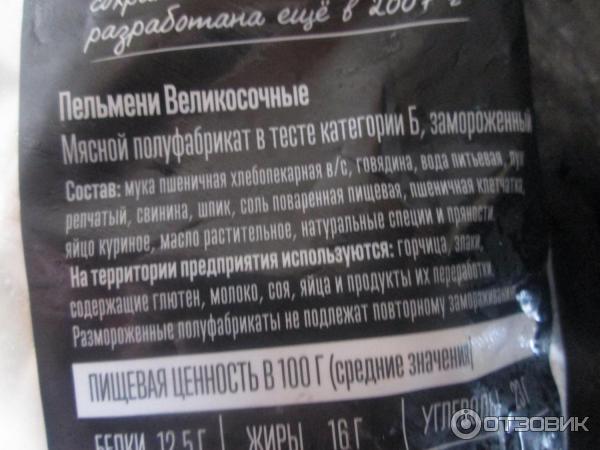 разработана ещё в 2007 г
Пельмени Великосочные
Мясной полуфабрикат в тесте категории Б, замороженный
Состав: мука пшеничная хлебопекарная в/с, говядина, вода питьевая, лук
репчатый, свинина, шпик, соль поваренная пищевая, пшеничная клетчатка,
яйцо куриное, масло растительное, натуральные специи и пряности
На территории предприятия используются: горчица, злаки,
содержащие глютен, молоко, соя, яйца и продукты их переработки
Размороженные полуфабрикаты не подлежат повторному замораживанию
ПИЩЕВАЯ ЦЕННОСТЬ В 100 Г (средние значения)
БЕЛКИ 12,5 Г ЖИРЫ 16 Г УГЛЕВОДЫ 23 Г
ОТЗОВИК